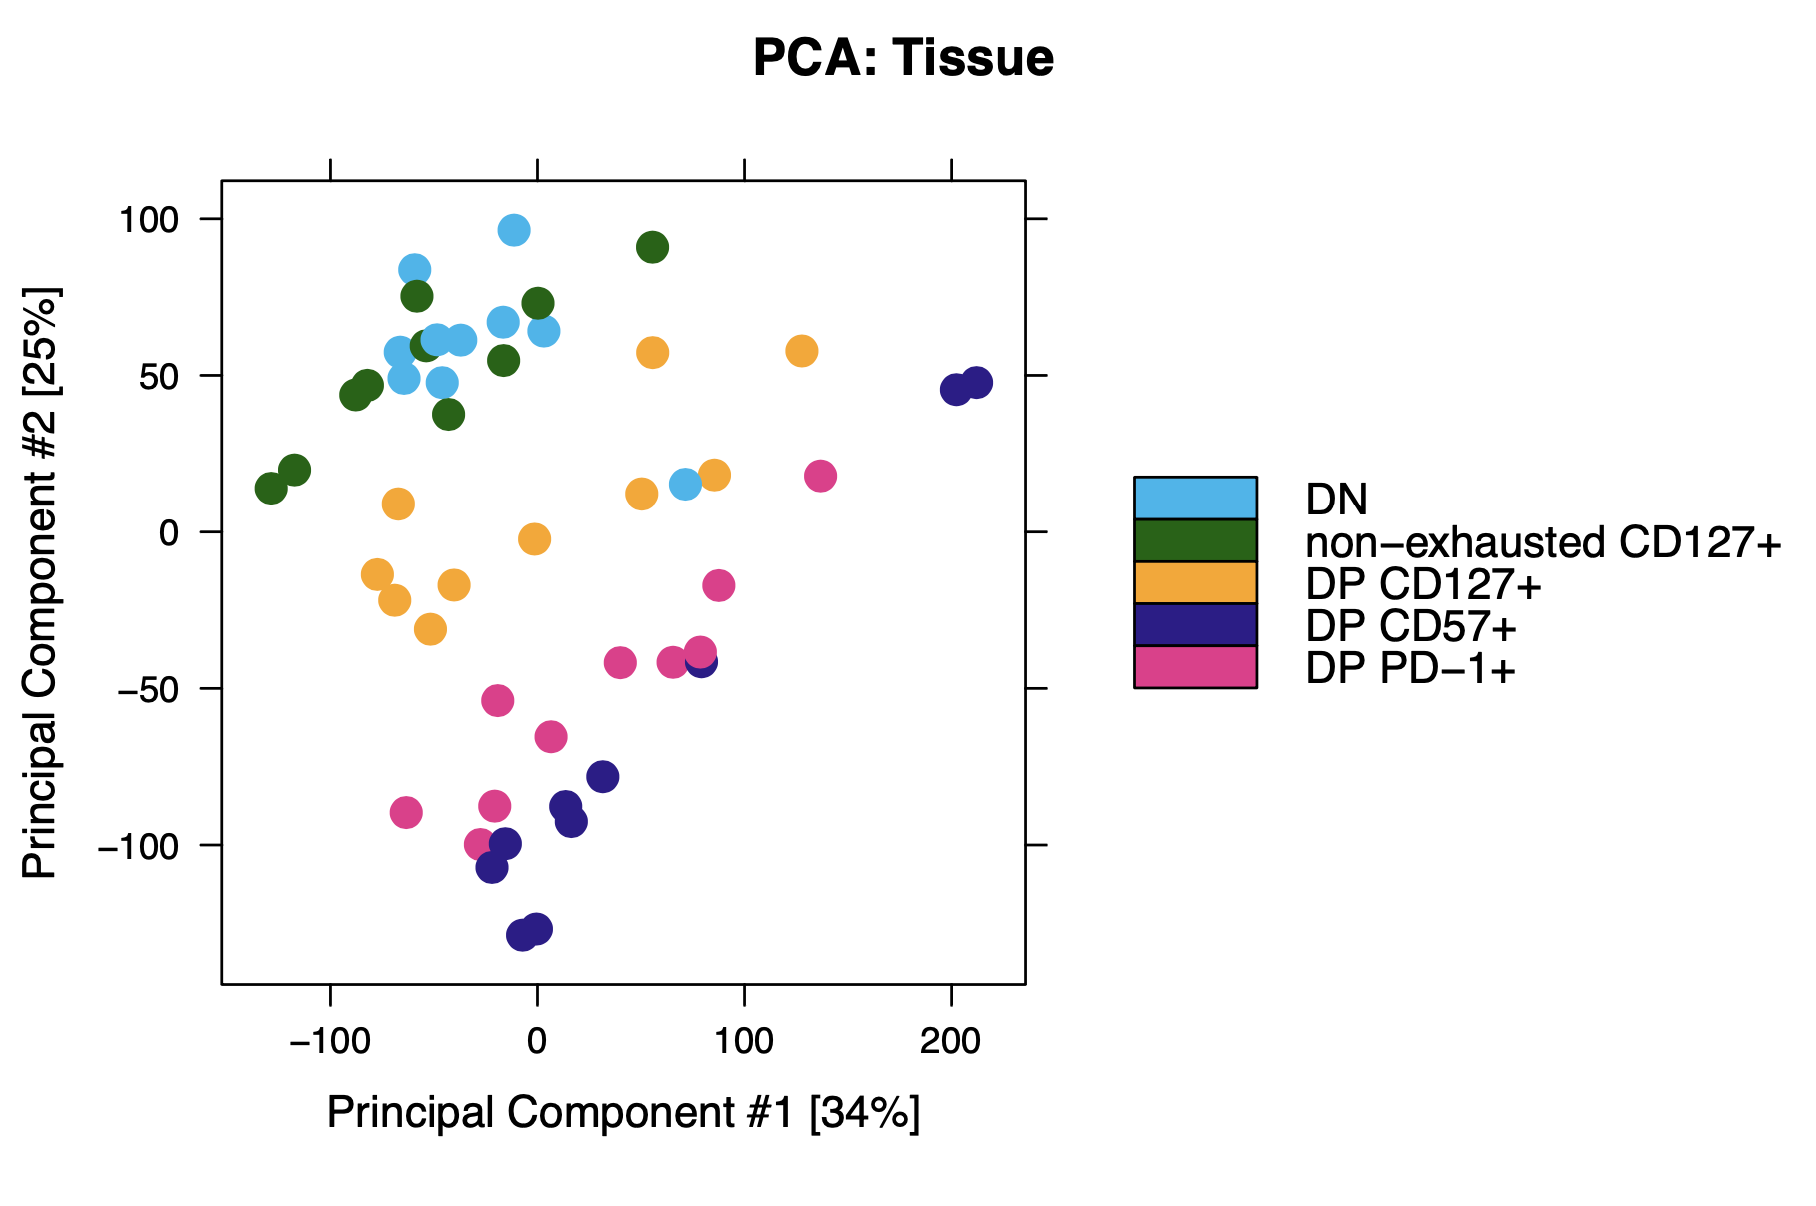 PCA: Tissue
Principal Component #2 [25%]
100
50
0
−50
−100
−100 0 100 200
Principal Component #1 [34%]
DN
non−exhausted CD127+
DP CD127+
DP CD57+
DP PD−1+